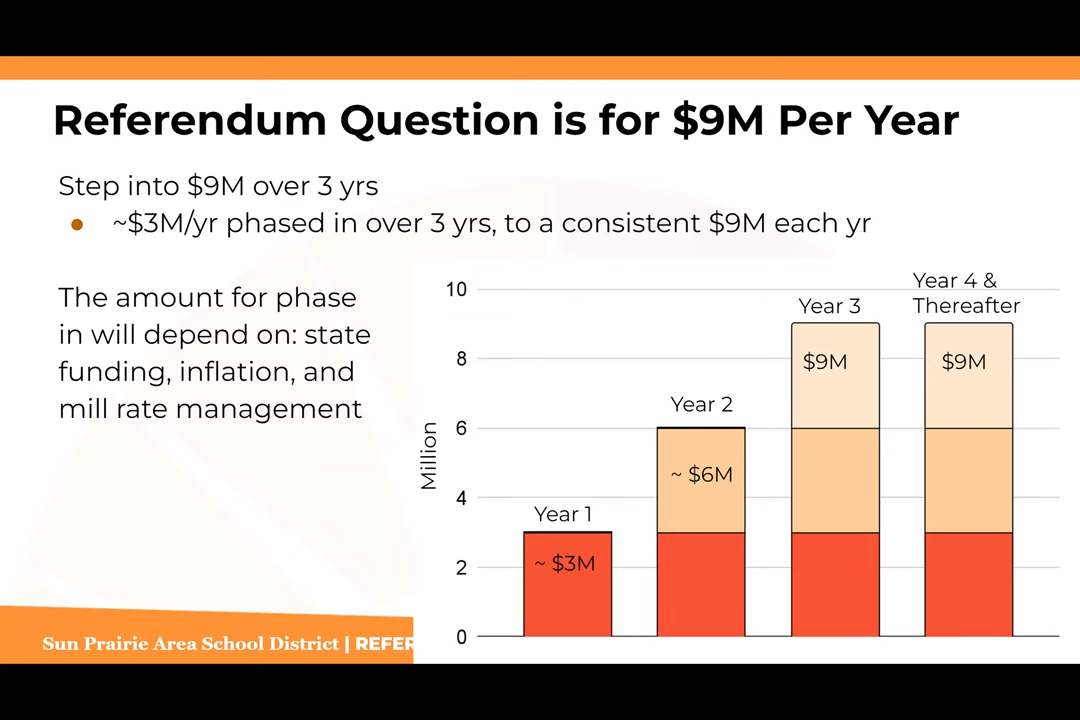 Referendum Question is for $9M Per Year
Step into $9M over 3 yrs
● ~$3M/yr phased in over 3 yrs, to a consistent $9M each yr
The amount for phase
in will depend on: state
funding, inflation, and
mill rate management
Million
10
8
6
4
2
0
Year 1
~ $3M
Year 2
~ $6M
Year 3
$9M
Year 4 &
Thereafter
$9M
Sun Prairie Area School District | REFER